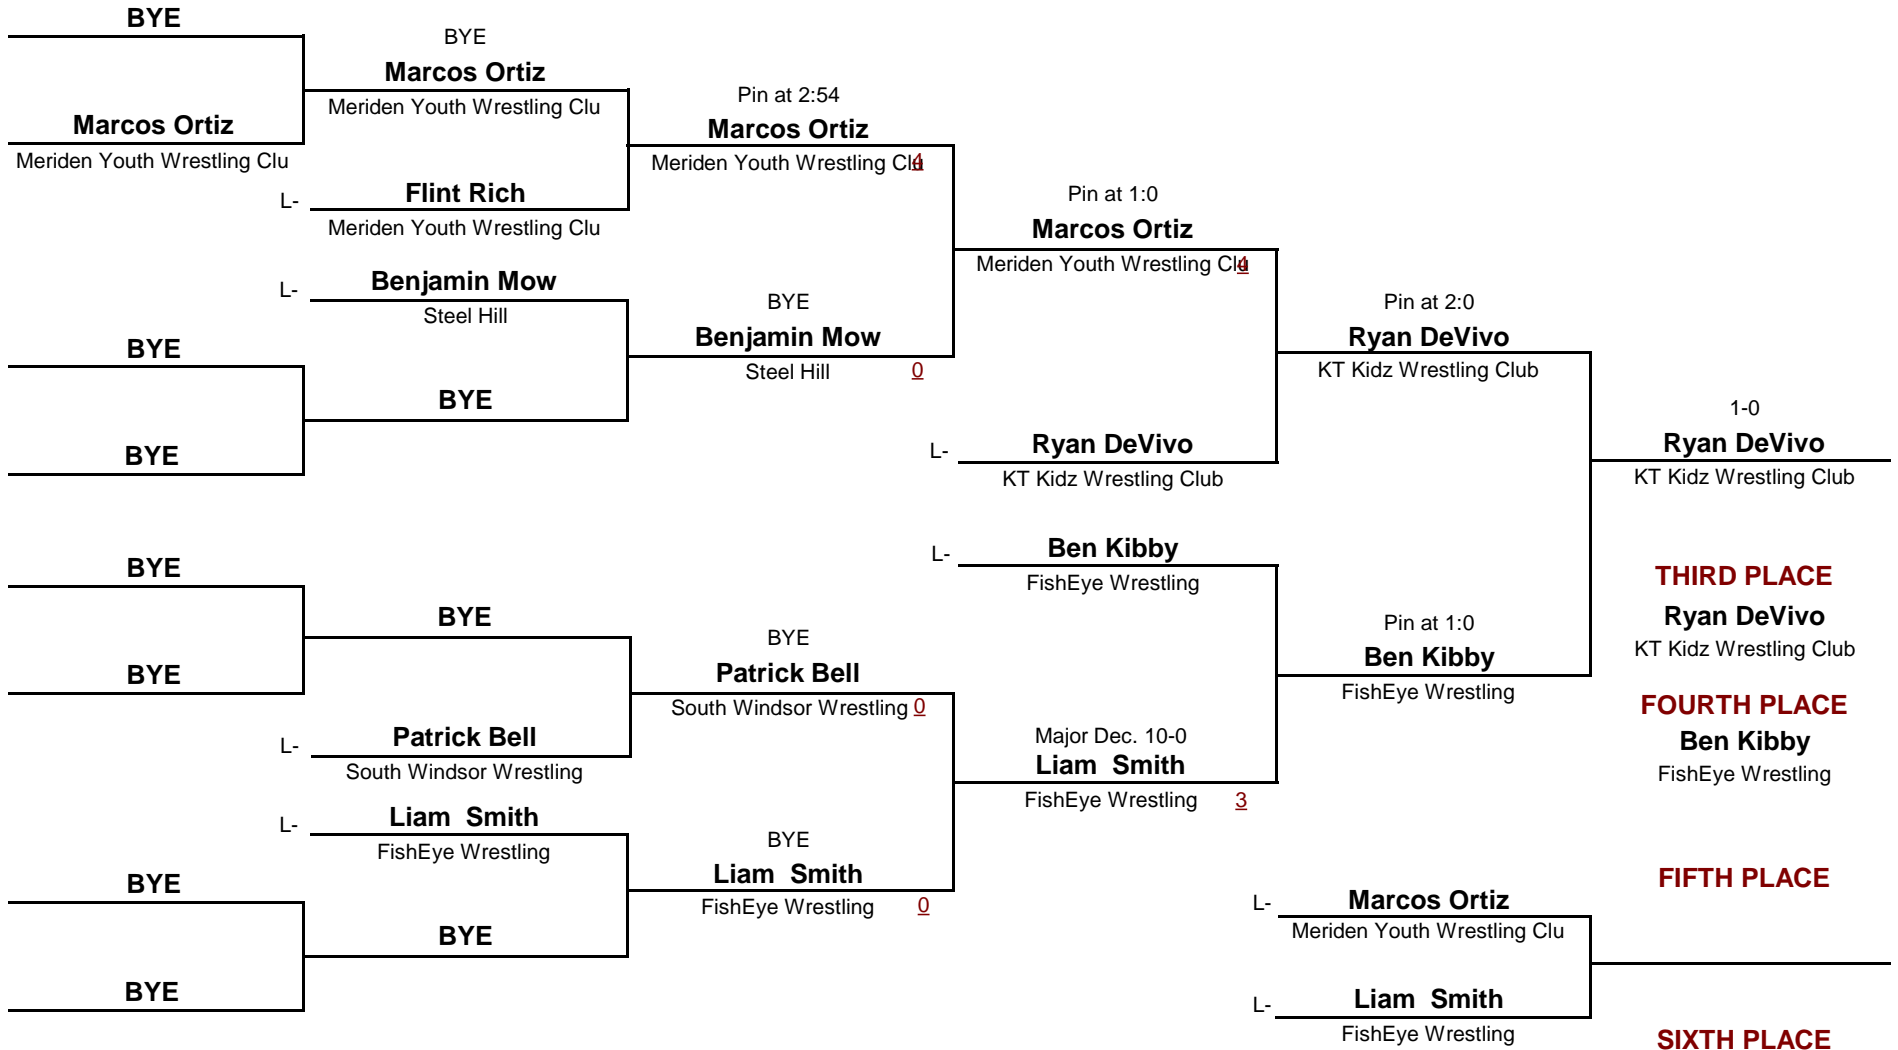 BYE
Marcos Ortiz
Meriden Youth Wrestling Clu
BYE
BYE
BYE
BYE
BYE
BYE
BYE
Marcos Ortiz
Meriden Youth Wrestling Clu
L- Flint Rich
Meriden Youth Wrestling Clu
L- Benjamin Mow
Steel Hill
BYE
BYE
L- Patrick Bell
South Windsor Wrestling
L- Liam  Smith
FishEye Wrestling
BYE
BYE
Pin at 2:54
Marcos Ortiz
Meriden Youth Wrestling Clu 4
BYE
Benjamin Mow
Steel Hill 0
BYE
Patrick Bell
South Windsor Wrestling 0
BYE
Liam  Smith
FishEye Wrestling 0
Pin at 1:0
Marcos Ortiz
Meriden Youth Wrestling Clu 4
L- Ryan DeVivo
KT Kidz Wrestling Club
L- Ben Kibby
FishEye Wrestling
Major Dec. 10-0
Liam  Smith
FishEye Wrestling 3
Pin at 2:0
Ryan DeVivo
KT Kidz Wrestling Club
Pin at 1:0
Ben Kibby
FishEye Wrestling
L- Marcos Ortiz
Meriden Youth Wrestling Clu
L- Liam  Smith
FishEye Wrestling
1-0
Ryan DeVivo
KT Kidz Wrestling Club
THIRD PLACE
Ryan DeVivo
KT Kidz Wrestling Club
FOURTH PLACE
Ben Kibby
FishEye Wrestling
FIFTH PLACE
SIXTH PLACE